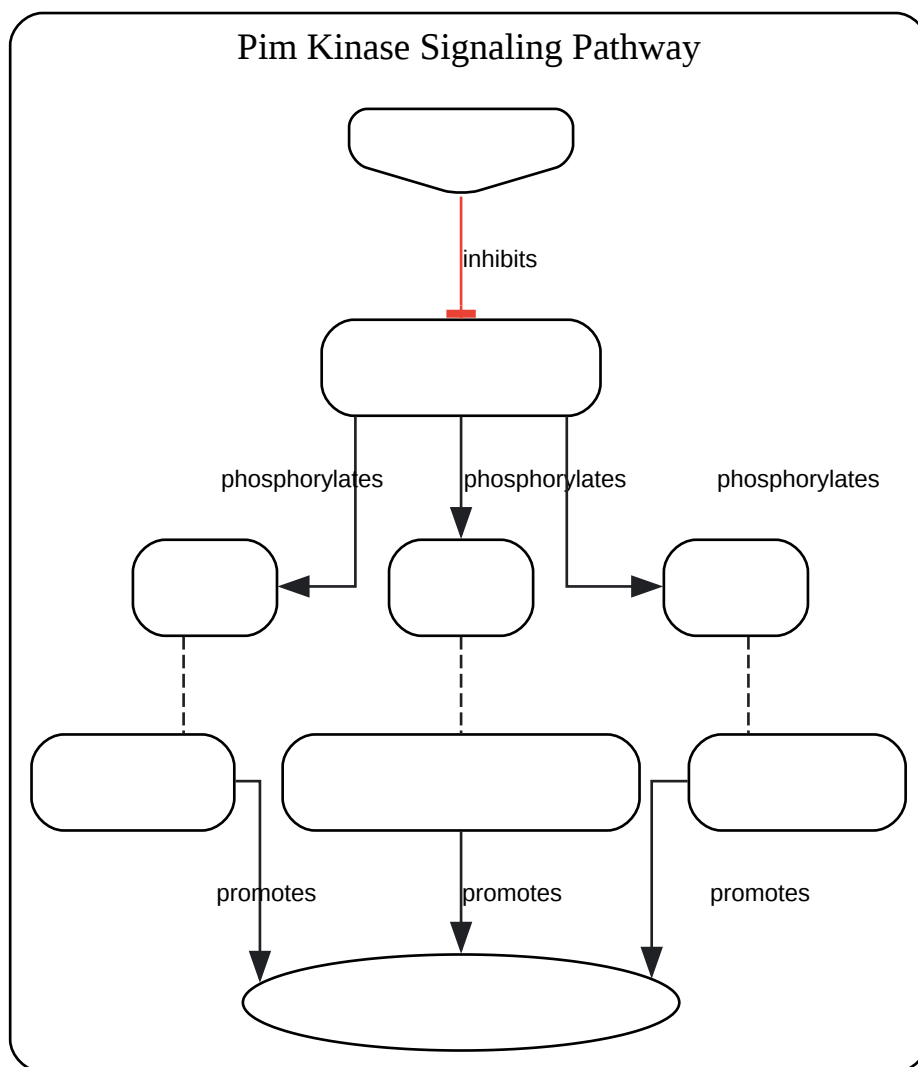 Pim Kinase Signaling Pathway
inhibits
phosphorylates phosphorylates phosphorylates
promotes promotes promotes